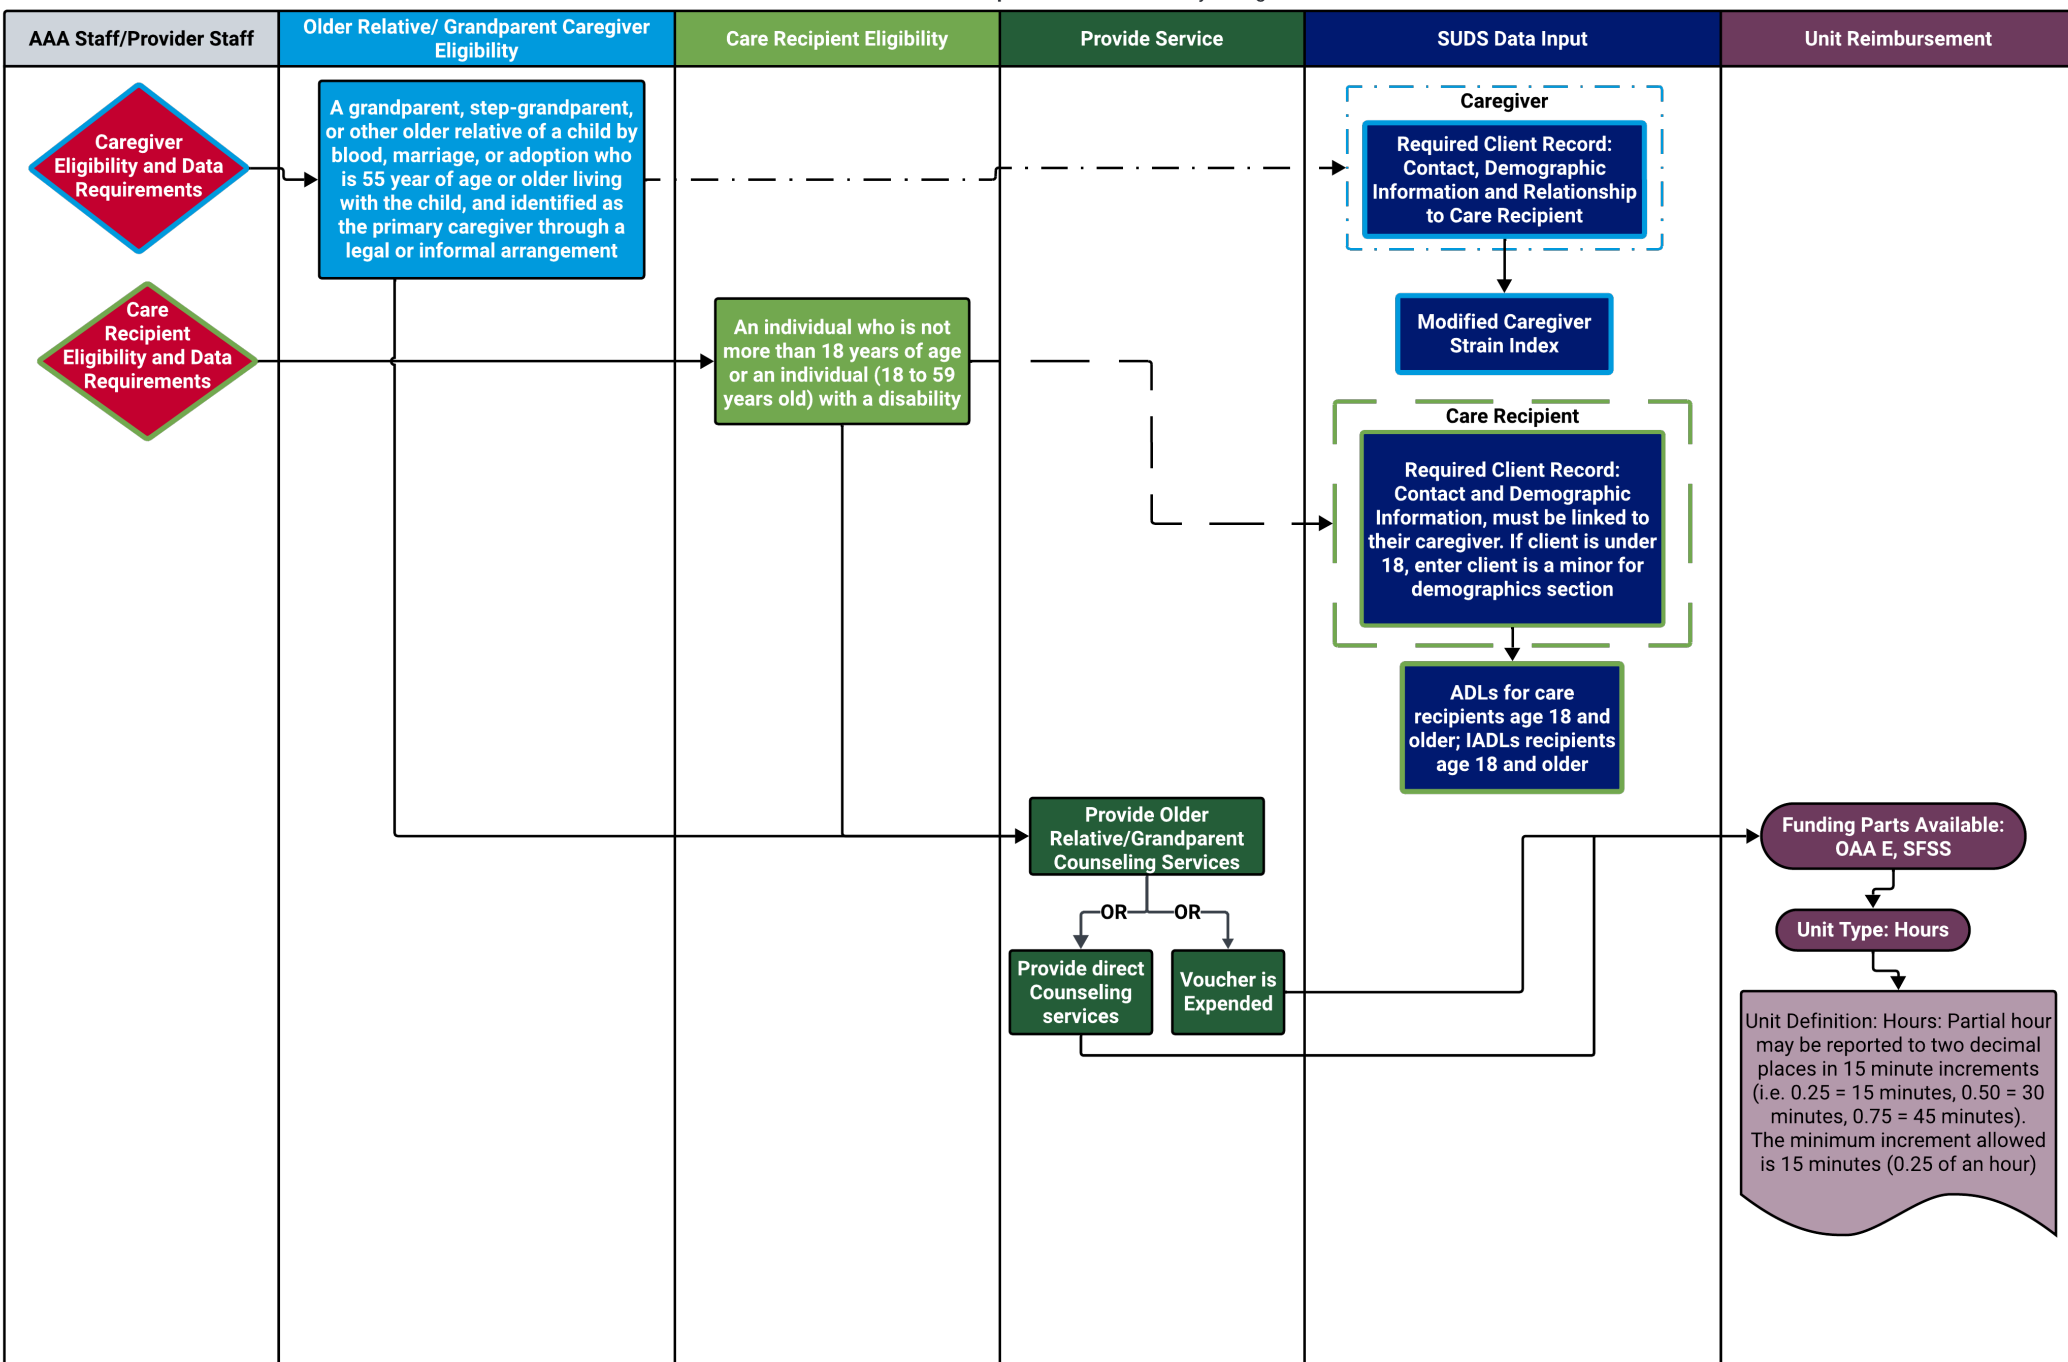 AAA Staff/Provider Staff
Older Relative/ Grandparent Caregiver
Eligibility
Care Recipient Eligibility
Provide Service
SUDS Data Input
Unit Reimbursement
Caregiver
Eligibility and Data
Requirements
A grandparent, step-grandparent,
or other older relative of a child by
blood, marriage, or adoption who
is 55 year of age or older living
with the child, and identified as
the primary caregiver through a
legal or informal arrangement
Caregiver
Required Client Record:
Contact, Demographic
Information and Relationship
to Care Recipient
Modified Caregiver
Strain Index
Care
Recipient
Eligibility and Data
Requirements
An individual who is not
more than 18 years of age
or an individual (18 to 59
years old) with a disability
Care Recipient
Required Client Record:
Contact and Demographic
Information, must be linked to
their caregiver. If client is under
18, enter client is a minor for
demographics section
ADLs for care
recipients age 18 and
older; IADLs recipients
age 18 and older
Provide Older
Relative/Grandparent
Counseling Services
OR
OR
Provide direct
Counseling
services
Voucher is
Expended
Funding Parts Available:
OAA E, SFSS
Unit Type: Hours
Unit Definition: Hours: Partial hour
may be reported to two decimal
places in 15 minute increments
(i.e. 0.25 = 15 minutes, 0.50 = 30
minutes, 0.75 = 45 minutes).
The minimum increment allowed
is 15 minutes (0.25 of an hour)